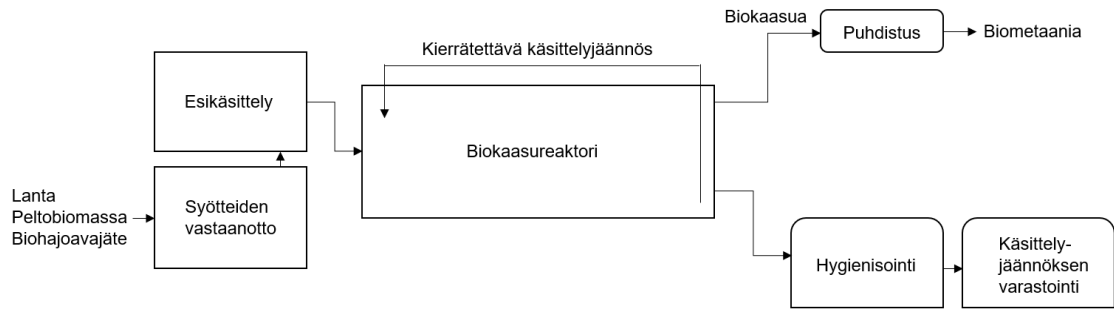 Biokaasua
Puhdistus
Biometaania
Kierrätettävä käsittelyjäännös
Esikäsittely
Biokaasureaktori
Lanta
Peltobiomassa
Biohajoavajäte
Syötteiden
vastaanotto
Hygienisointi
Käsittely-
jäännöksen
varastointi